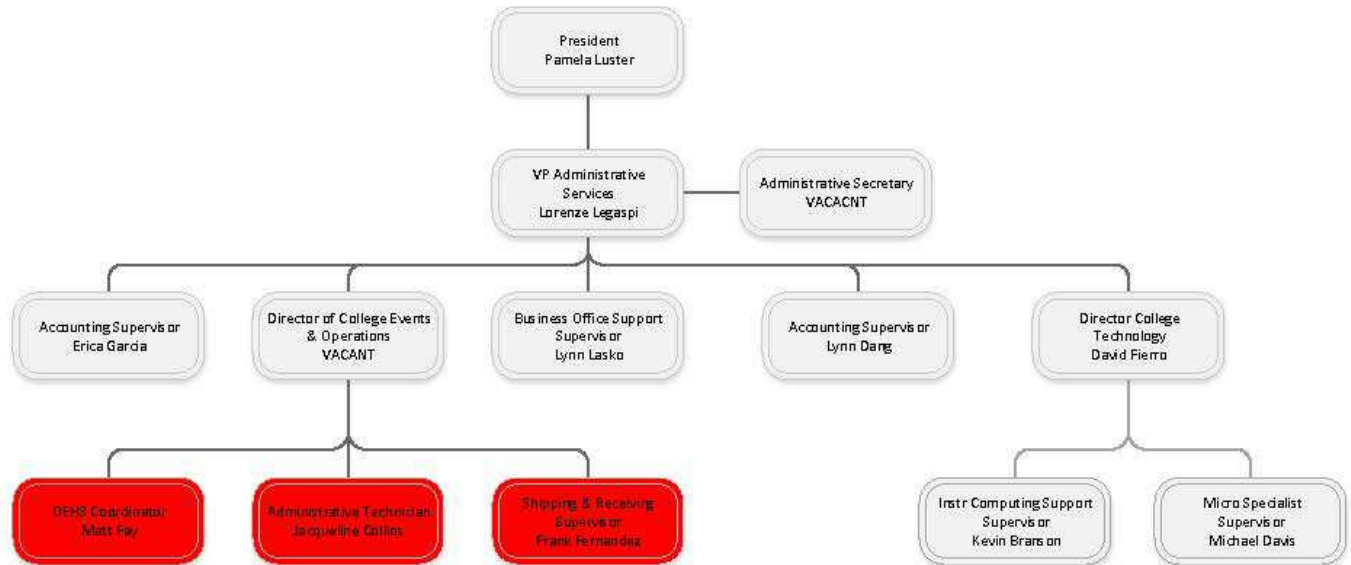 President
Pamela Luster
VP Administrative
Services
Lorenze Legaspi
Administrative Secretary
VACACNT
Accounting Supervisor
Erica Garcia
Director of College Events
& Operations
VACANT
Business Office Support
Supervisor
Lynn Lasko
Accounting Supervisor
Lynn Dang
Director College
Technology
David Fierro
OEHS Coordinator
Matt Fay
Administrative Technician
Jacqueline Collins
Shipping & Receiving
Supervisor
Frank Fernandez
Instr Computing Support
Supervisor
Kevin Branson
Micro Specialist
Supervisor
Michael Davis